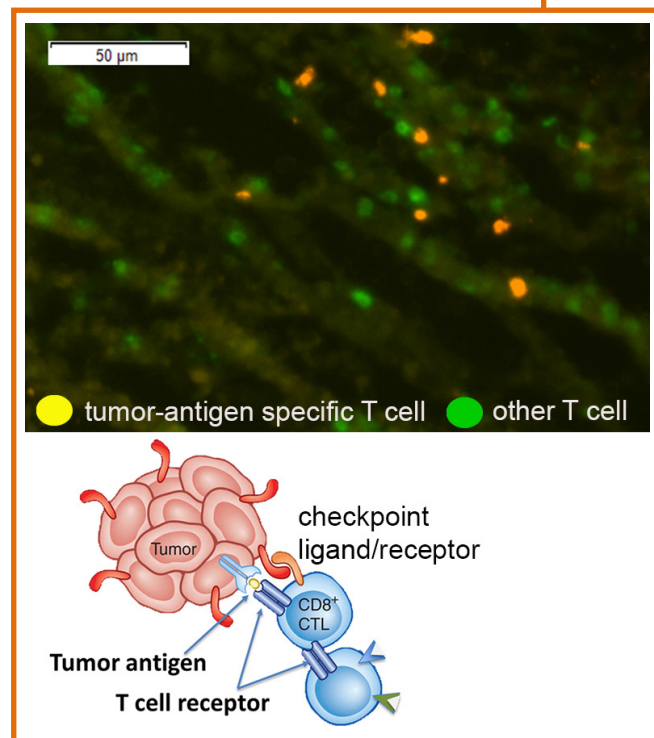 50 µm
tumor-antigen specific T cell
other T cell
checkpoint
ligand/receptor
Tumor
CD8⁺
CTL
Tumor antigen
T cell receptor